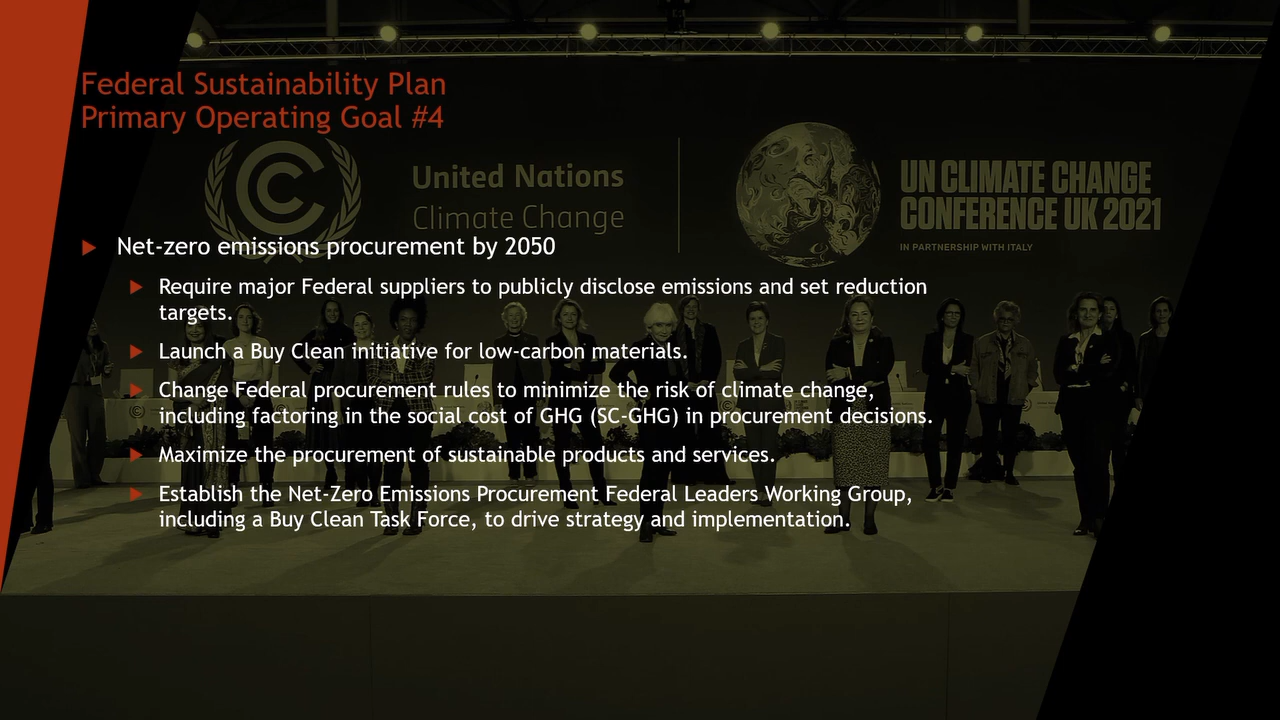 Federal Sustainability Plan
Primary Operating Goal #4
United Nations
Climate Change
UN CLIMATE CHANGE
CONFERENCE UK 2021
IN PARTNERSHIP WITH ITALY
Net-zero emissions procurement by 2050
Require major Federal suppliers to publicly disclose emissions and set reduction
targets.
Launch a Buy Clean initiative for low-carbon materials.
Change Federal procurement rules to minimize the risk of climate change,
including factoring in the social cost of GHG (SC-GHG) in procurement decisions.
Maximize the procurement of sustainable products and services.
Establish the Net-Zero Emissions Procurement Federal Leaders Working Group,
including a Buy Clean Task Force, to drive strategy and implementation.